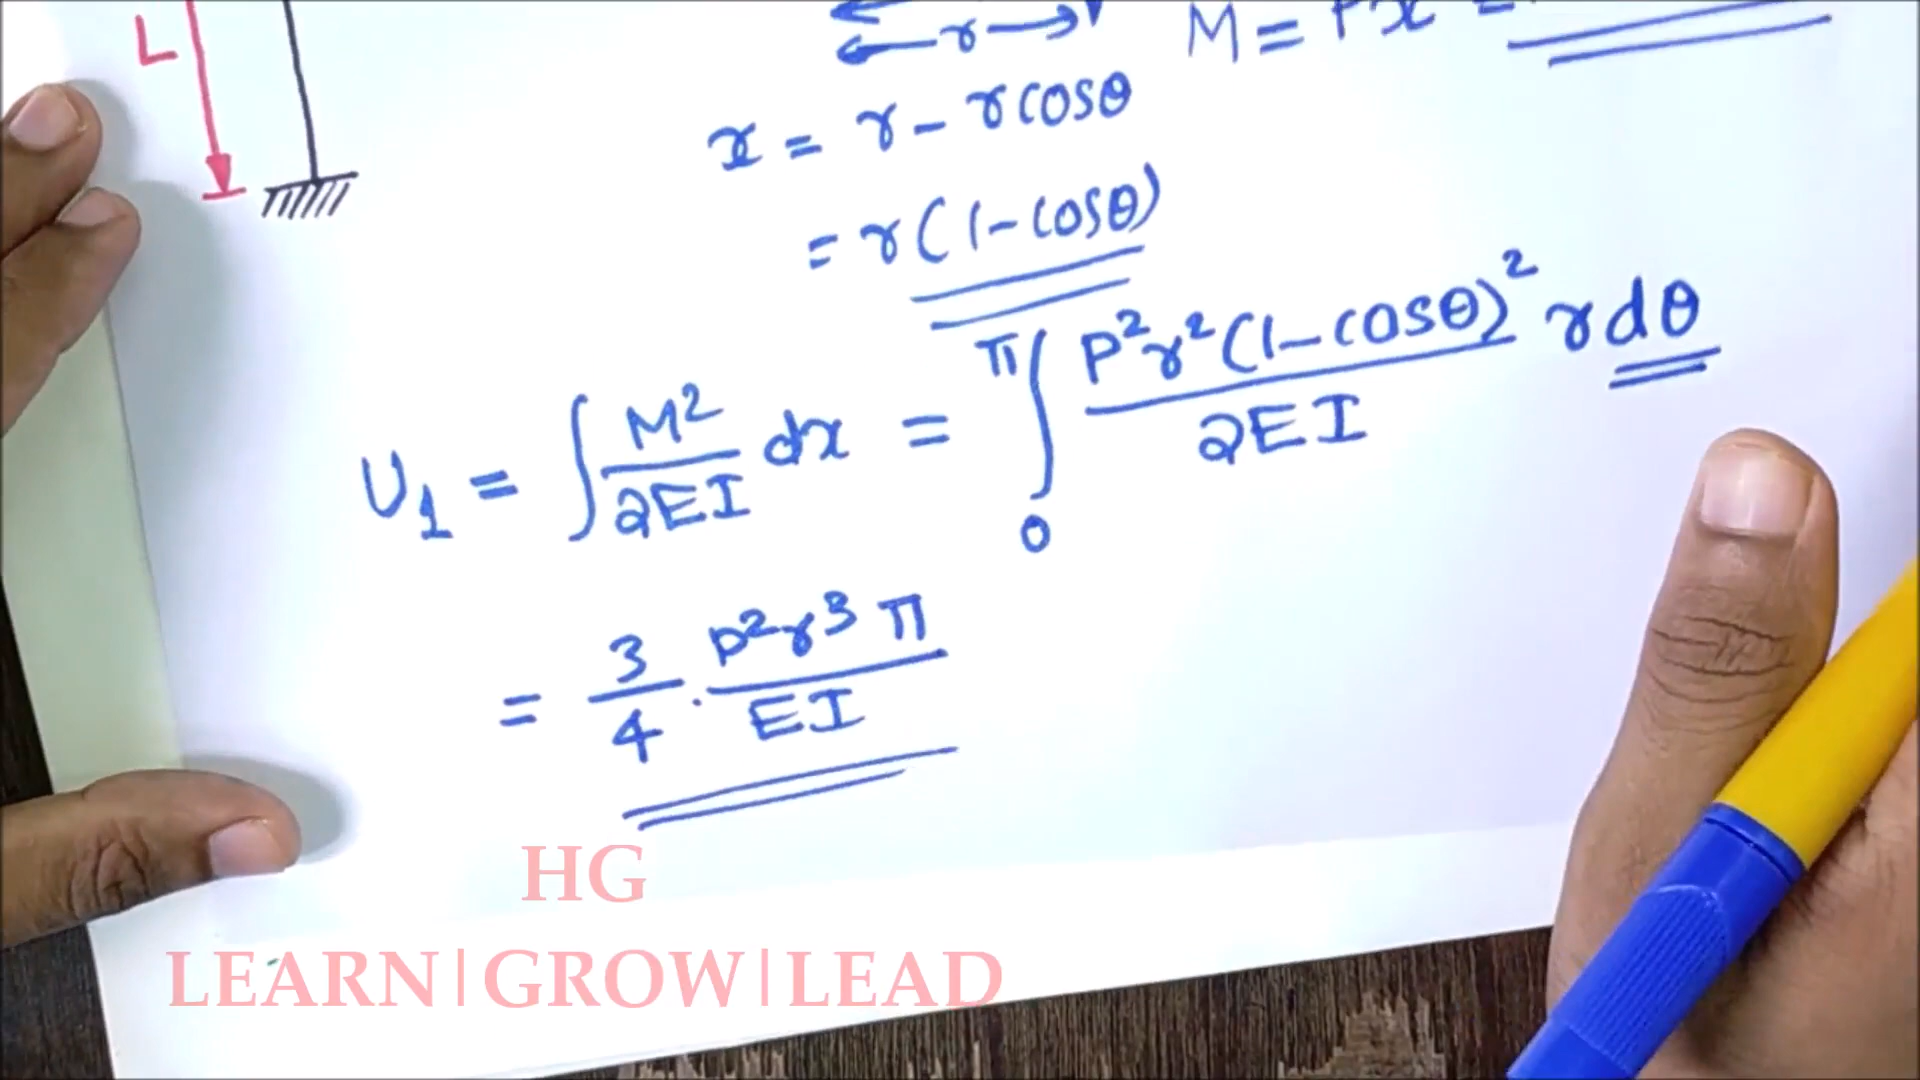 L
r M = Px =
x = r - r cosθ
= r(1-cosθ)
U₁ = ∫ M²/2EI dx = ∫₀^π P²r²(1-cosθ)²/2EI r dθ
= 3/4 · P²r³π/EI
HG
LEARN|GROW|LEAD